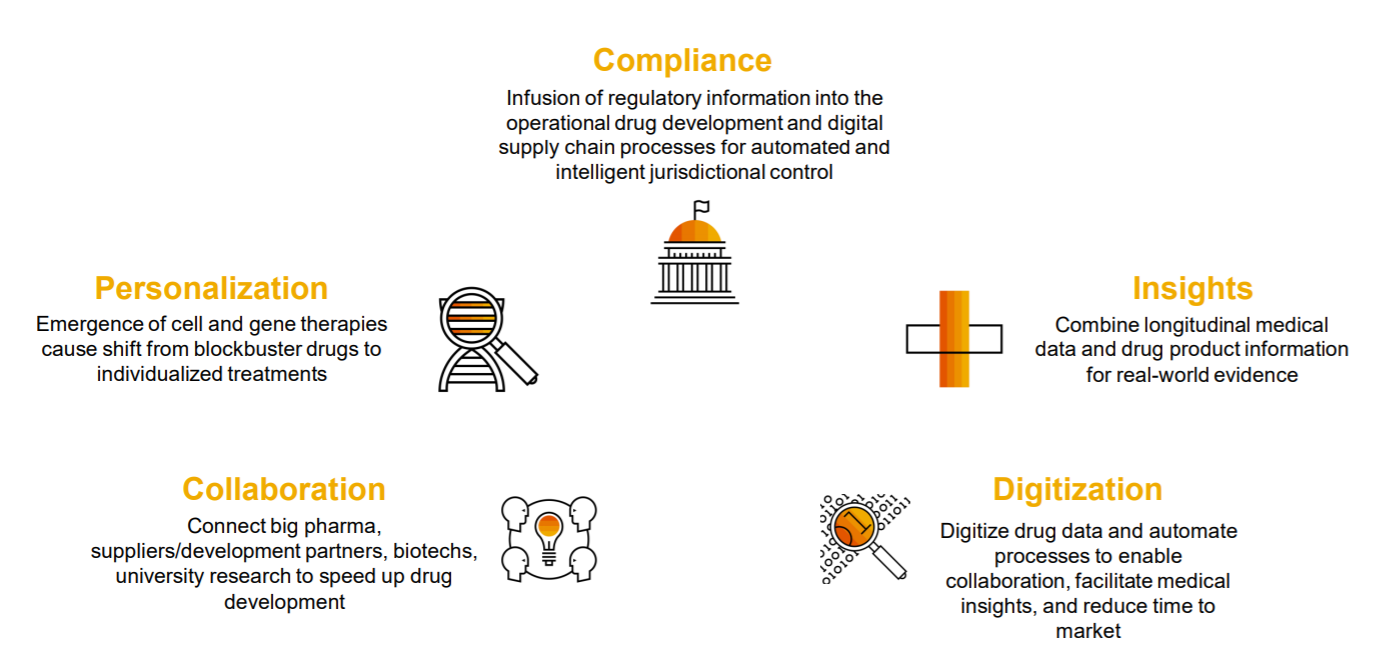 Compliance
Infusion of regulatory information into the
operational drug development and digital
supply chain processes for automated and
intelligent jurisdictional control
Personalization
Emergence of cell and gene therapies
cause shift from blockbuster drugs to
individualized treatments
Insights
Combine longitudinal medical
data and drug product information
for real-world evidence
Collaboration
Connect big pharma,
suppliers/development partners, biotechs,
university research to speed up drug
development
Digitization
Digitize drug data and automate
processes to enable
collaboration, facilitate medical
insights, and reduce time to
market